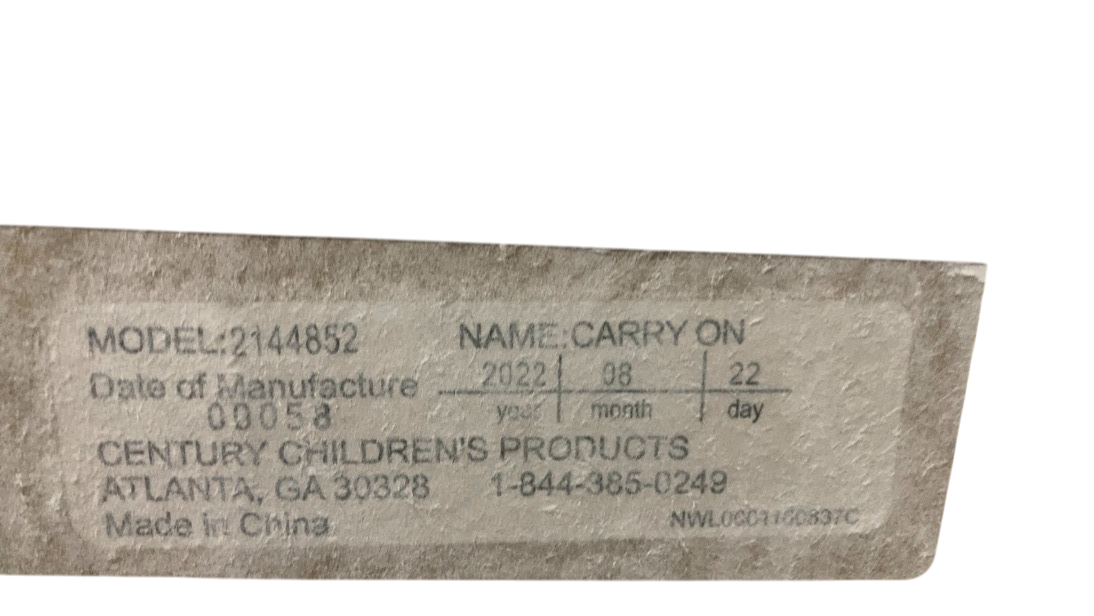 MODEL:2144852 NAME:CARRY ON
Date of Manufacture 2022 08 22
year month day
00058
CENTURY CHILDREN'S PRODUCTS
ATLANTA, GA 30328 1-844-385-0249
Made in China